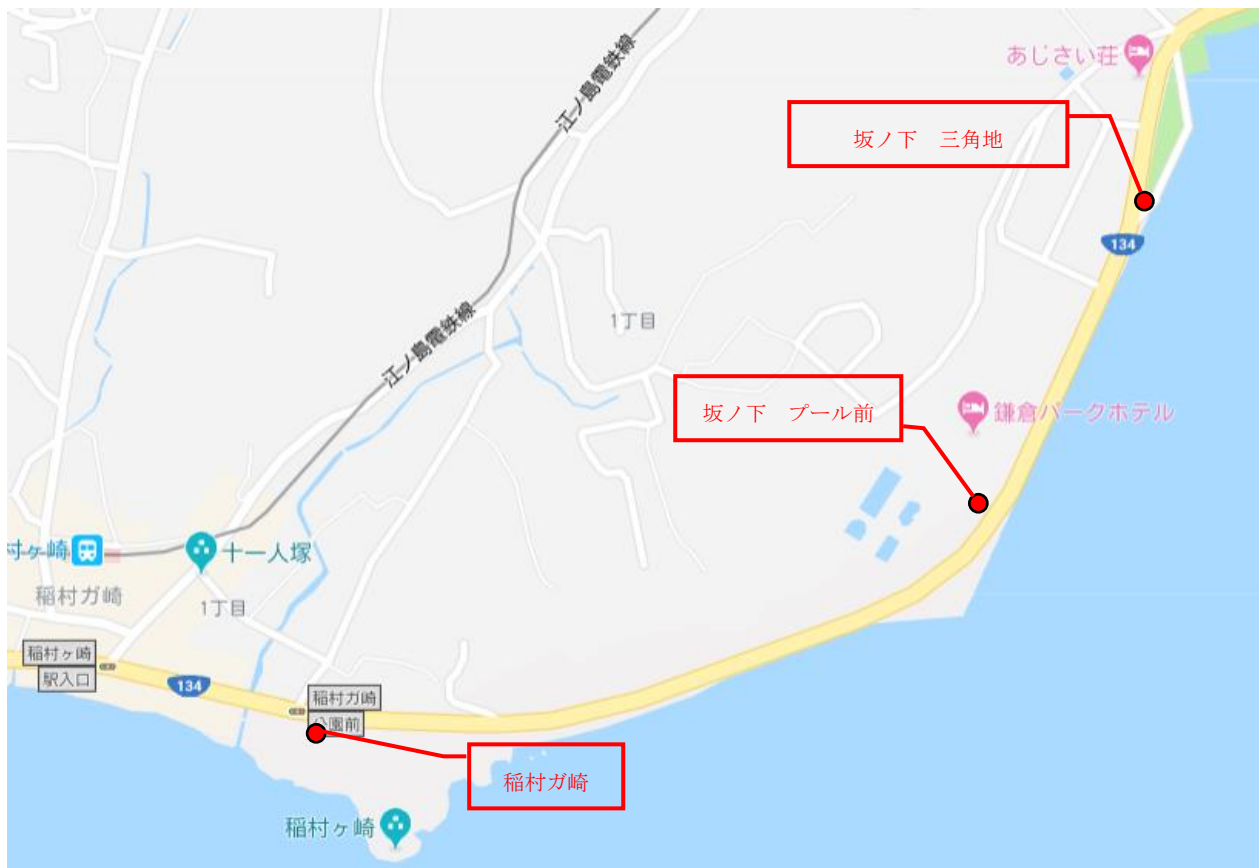 あじさい荘
坂ノ下　三角地
江ノ島電鉄線
134
1丁目
江ノ島電鉄線
坂ノ下　プール前
鎌倉パークホテル
村ヶ崎
十一人塚
稲村ガ崎
1丁目
稲村ヶ崎
駅入口
134
稲村ガ崎
公園前
稲村ガ崎
稲村ヶ崎